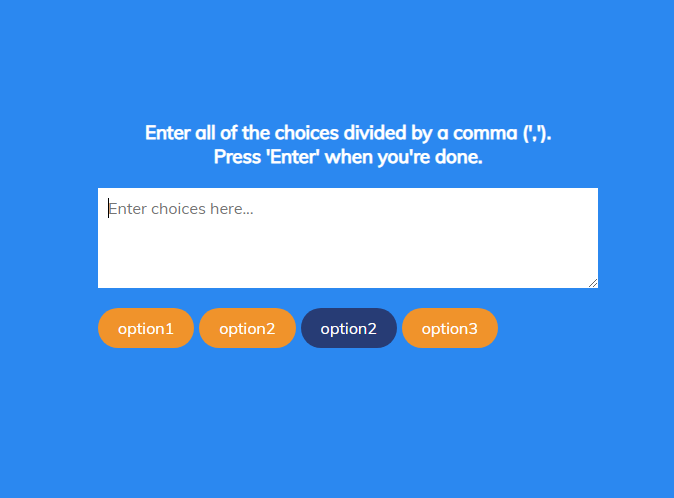 Enter all of the choices divided by a comma (',').
Press 'Enter' when you're done.
Enter choices here...
option1 option2 option2 option3